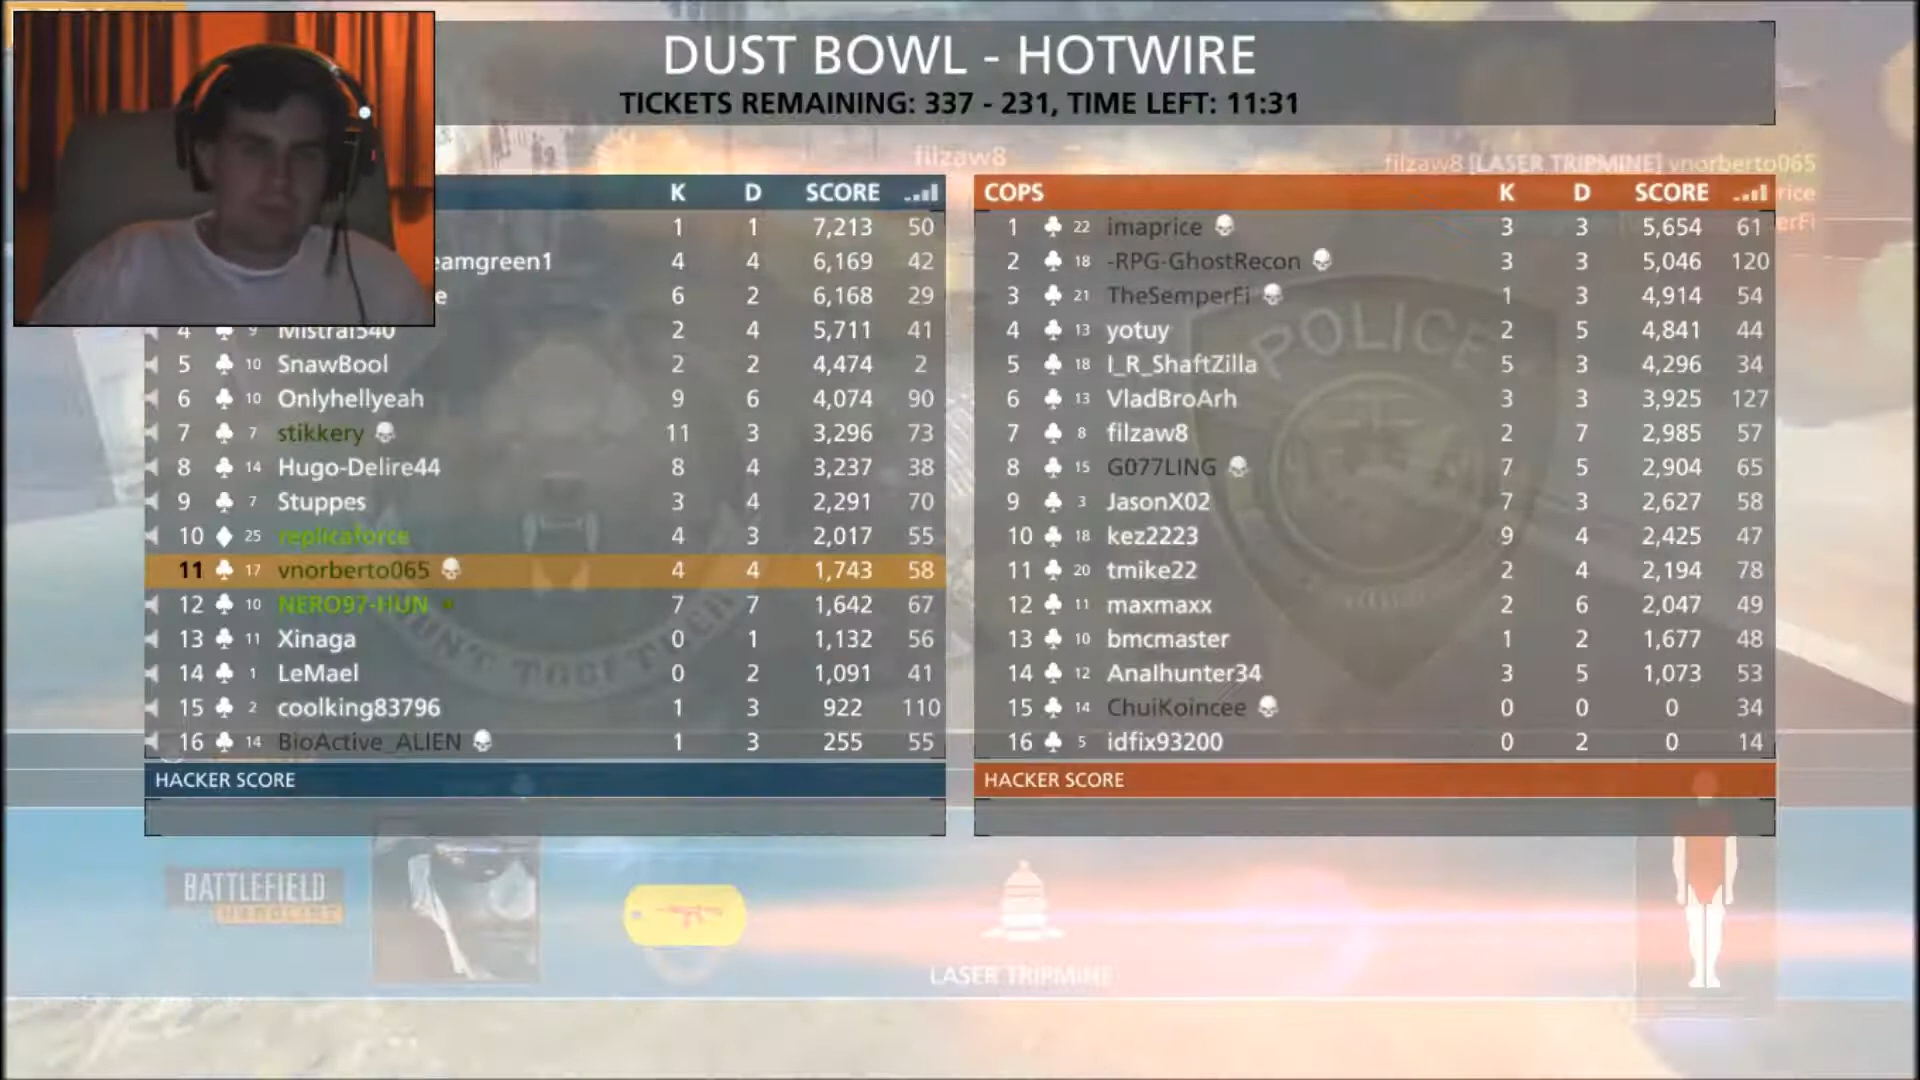 DUST BOWL - HOTWIRE
TICKETS REMAINING: 337 - 231, TIME LEFT: 11:31
filzaw8
filzaw8 [LASER TRIPMINE] vnorberto065
rice
erFi
K D SCORE
1 1 7,213 50
eamgreen1 4 4 6,169 42
e 6 2 6,168 29
4 9 Mistral540 2 4 5,711 41
5 10 SnawBool 2 2 4,474 2
6 10 Onlyhellyeah 9 6 4,074 90
7 7 stikkery 11 3 3,296 73
8 14 Hugo-Delire44 8 4 3,237 38
9 7 Stuppes 3 4 2,291 70
10 25 replicaforce 4 3 2,017 55
11 17 vnorberto065 4 4 1,743 58
12 10 NERO97-HUN 7 7 1,642 67
13 11 Xinaga 0 1 1,132 56
14 1 LeMael 0 2 1,091 41
15 2 coolking83796 1 3 922 110
16 14 BioActive_ALIEN 1 3 255 55
HACKER SCORE
COPS K D SCORE
1 22 imaprice 3 3 5,654 61
2 18 -RPG-GhostRecon 3 3 5,046 120
3 21 TheSemperFi 1 3 4,914 54
4 13 yotuy 2 5 4,841 44
5 18 I_R_ShaftZilla 5 3 4,296 34
6 13 VladBroArh 3 3 3,925 127
7 8 filzaw8 2 7 2,985 57
8 15 G077LING 7 5 2,904 65
9 3 JasonX02 7 3 2,627 58
10 18 kez2223 9 4 2,425 47
11 20 tmike22 2 4 2,194 78
12 11 maxmaxx 2 6 2,047 49
13 10 bmcmaster 1 2 1,677 48
14 12 Analhunter34 3 5 1,073 53
15 14 ChuiKoincee 0 0 0 34
16 5 idfix93200 0 2 0 14
HACKER SCORE
POLICE
HUNT TOGETHER
BATTLEFIELD
HARDLINE
LASER TRIPMINE